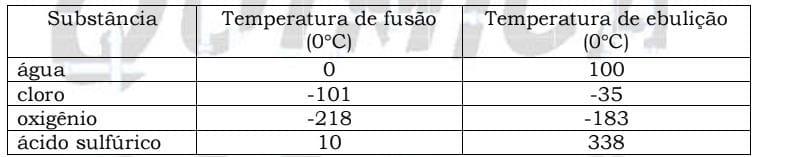 Substância Temperatura de fusão Temperatura de ebulição
(0°C) (0°C)
água 0 100
cloro -101 -35
oxigênio -218 -183
ácido sulfúrico 10 338